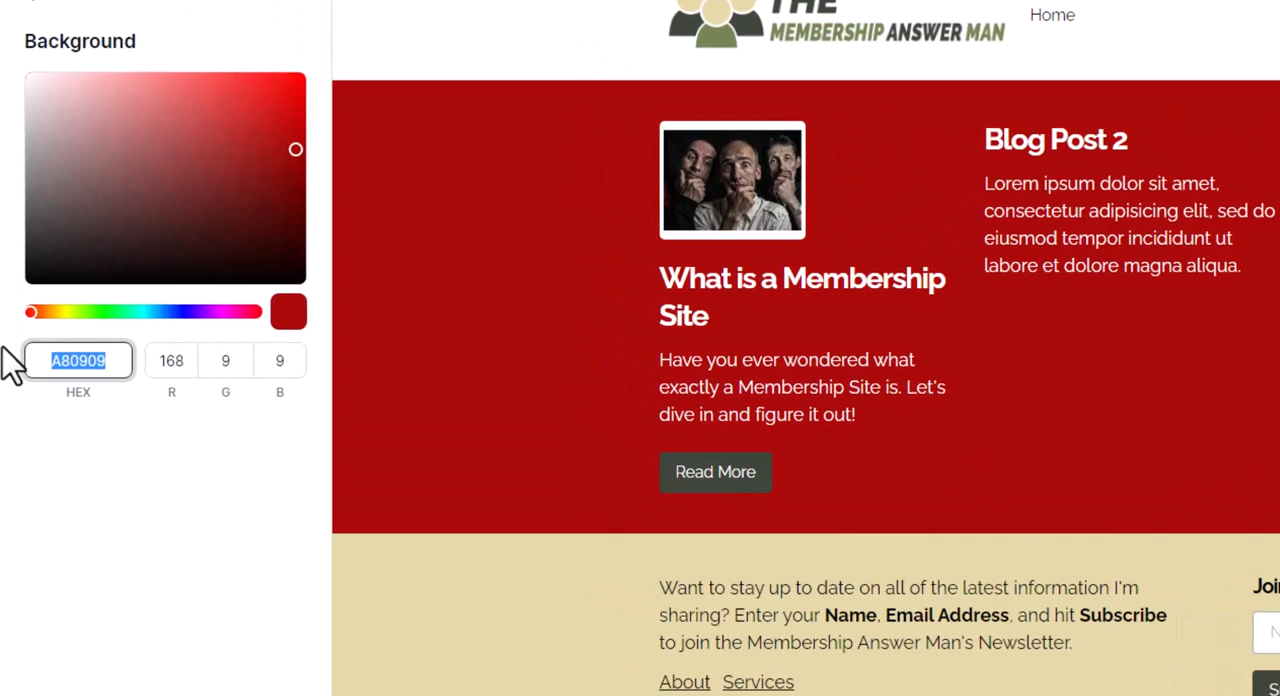 Background
A80909
168
9
9
HEX
R
G
B
THE
MEMBERSHIP ANSWER MAN
Home
What is a Membership
Site
Have you ever wondered what
exactly a Membership Site is. Let's
dive in and figure it out!
Read More
Blog Post 2
Lorem ipsum dolor sit amet,
consectetur adipisicing elit, sed do
eiusmod tempor incididunt ut
labore et dolore magna aliqua.
Want to stay up to date on all of the latest information I'm
sharing? Enter your Name, Email Address, and hit Subscribe
to join the Membership Answer Man's Newsletter.
About Services